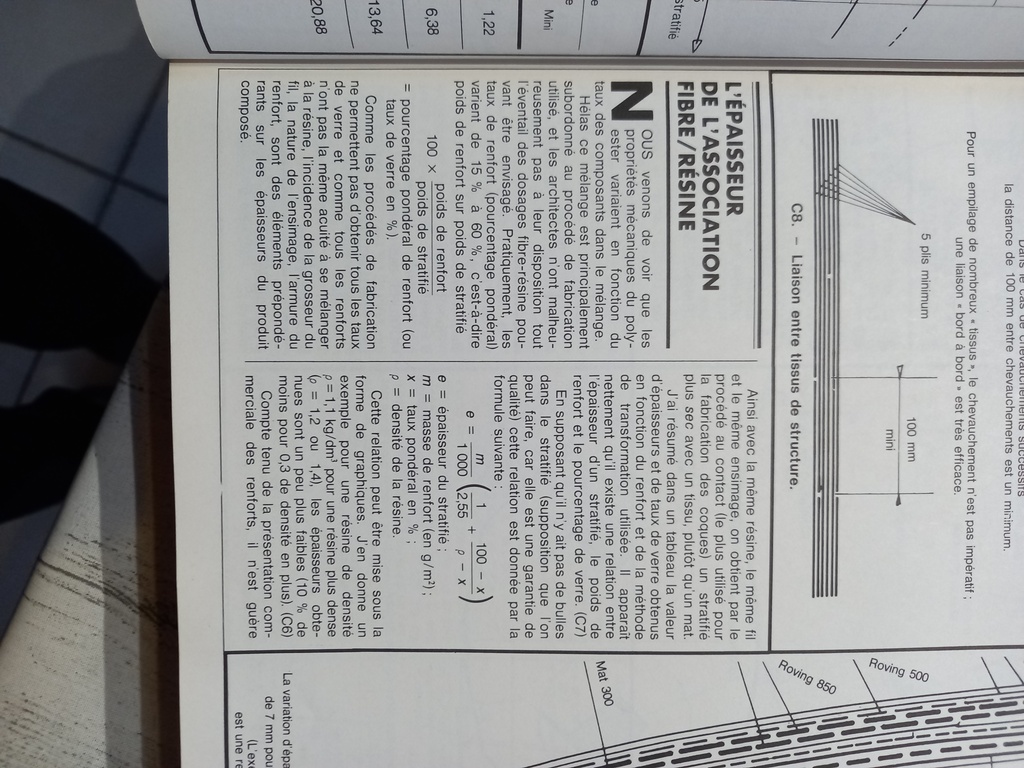 stratifié
Mini
1,22
6,38
13,64
20,88
la distance de 100 mm entre chevauchements est un minimum.
Pour un empilage de nombreux « tissus », le chevauchement n'est pas impératif ;
une liaison « bord à bord » est très efficace.
5 plis minimum
100 mm
mini
C8. – Liaison entre tissus de structure.
L'ÉPAISSEUR
DE L'ASSOCIATION
FIBRE/RÉSINE
NOUS venons de voir que les
propriétés mécaniques du poly-
ester variaient en fonction du
taux des composants dans le mélange.
Hélas ce mélange est principalement
subordonné au procédé de fabrication
utilisé, et les architectes n'ont malheu-
reusement pas à leur disposition tout
l'éventail des dosages fibre-résine pou-
vant être envisagé. Pratiquement, les
taux de renfort (pourcentage pondéral)
varient de 15 % à 60 %, c'est-à-dire
poids de renfort sur poids de stratifié
100 × poids de renfort
poids de stratifié
= pourcentage pondéral de renfort (ou
taux de verre en %).
Comme les procédés de fabrication
ne permettent pas d'obtenir tous les taux
de verre et comme tous les renforts
n'ont pas la même acuité à se mélanger
à la résine, l'incidence de la grosseur du
fil, la nature de l'ensimage, l'armure du
renfort, sont des éléments prépondé-
rants sur les épaisseurs du produit
composé.
Ainsi avec la même résine, le même fil
et le même ensimage, on obtient par le
procédé au contact (le plus utilisé pour
la fabrication des coques) un stratifié
plus sec avec un tissu, plutôt qu'un mat.
J'ai résumé dans un tableau la valeur
d'épaisseurs et de taux de verre obtenus
en fonction du renfort et de la méthode
de transformation utilisée. Il apparaît
nettement qu'il existe une relation entre
l'épaisseur d'un stratifié, le poids de
renfort et le pourcentage de verre. (C7)
En supposant qu'il n'y ait pas de bulles
dans le stratifié (supposition que l'on
peut faire, car elle est une garantie de
qualité) cette relation est donnée par la
formule suivante :
e = m/1 000 (1/2,55 + 100 – x/ρ – x)
e = épaisseur du stratifié ;
m = masse de renfort (en g/m²) ;
x = taux pondéral en % ;
ρ = densité de la résine.
Cette relation peut être mise sous la
forme de graphiques. J'en donne un
exemple pour une résine de densité
ρ = 1,1 kg/dm³ pour une résine plus dense
(ρ = 1,2 ou 1,4), les épaisseurs obte-
nues sont un peu plus faibles (10 % de
moins pour 0,3 de densité en plus). (C6)
Compte tenu de la présentation com-
merciale des renforts, il n'est guère
Roving 500
Roving 850
Mat 300
La variation d'épa
de 7 mm pou
(L'ex
est une re